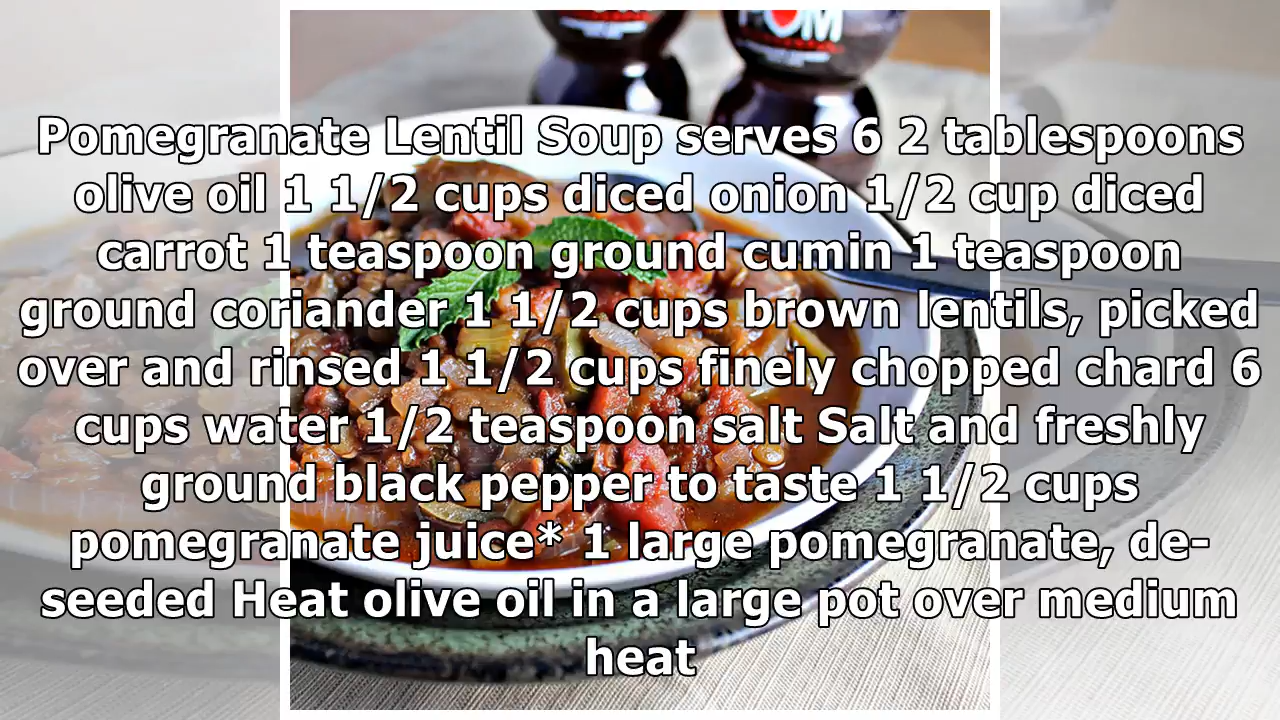 POM
Pomegranate Lentil Soup serves 6 2 tablespoons
olive oil 1 1/2 cups diced onion 1/2 cup diced
carrot 1 teaspoon ground cumin 1 teaspoon
ground coriander 1 1/2 cups brown lentils, picked
over and rinsed 1 1/2 cups finely chopped chard 6
cups water 1/2 teaspoon salt Salt and freshly
ground black pepper to taste 1 1/2 cups
pomegranate juice* 1 large pomegranate, de-
seeded Heat olive oil in a large pot over medium
heat